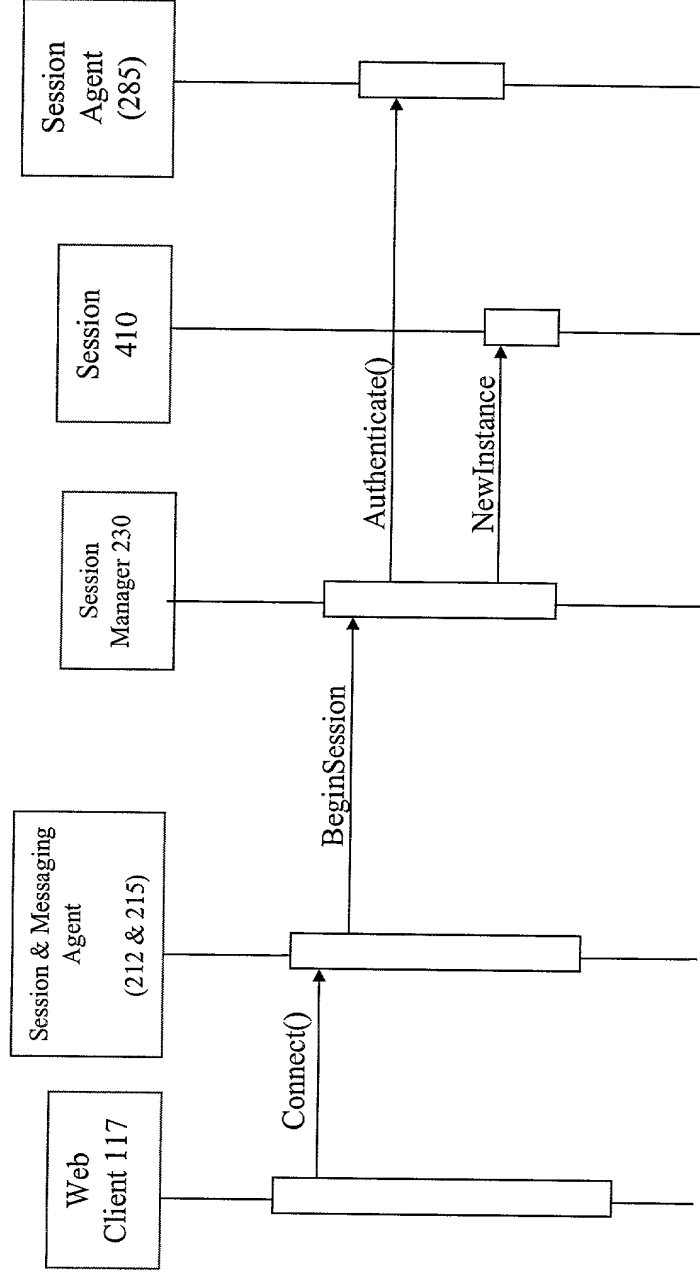 Web
Client 117
Session & Messaging
Agent
(212 & 215)
Session
Manager 230
Session
410
Session
Agent
(285)
Connect()
BeginSession
Authenticate()
NewInstance